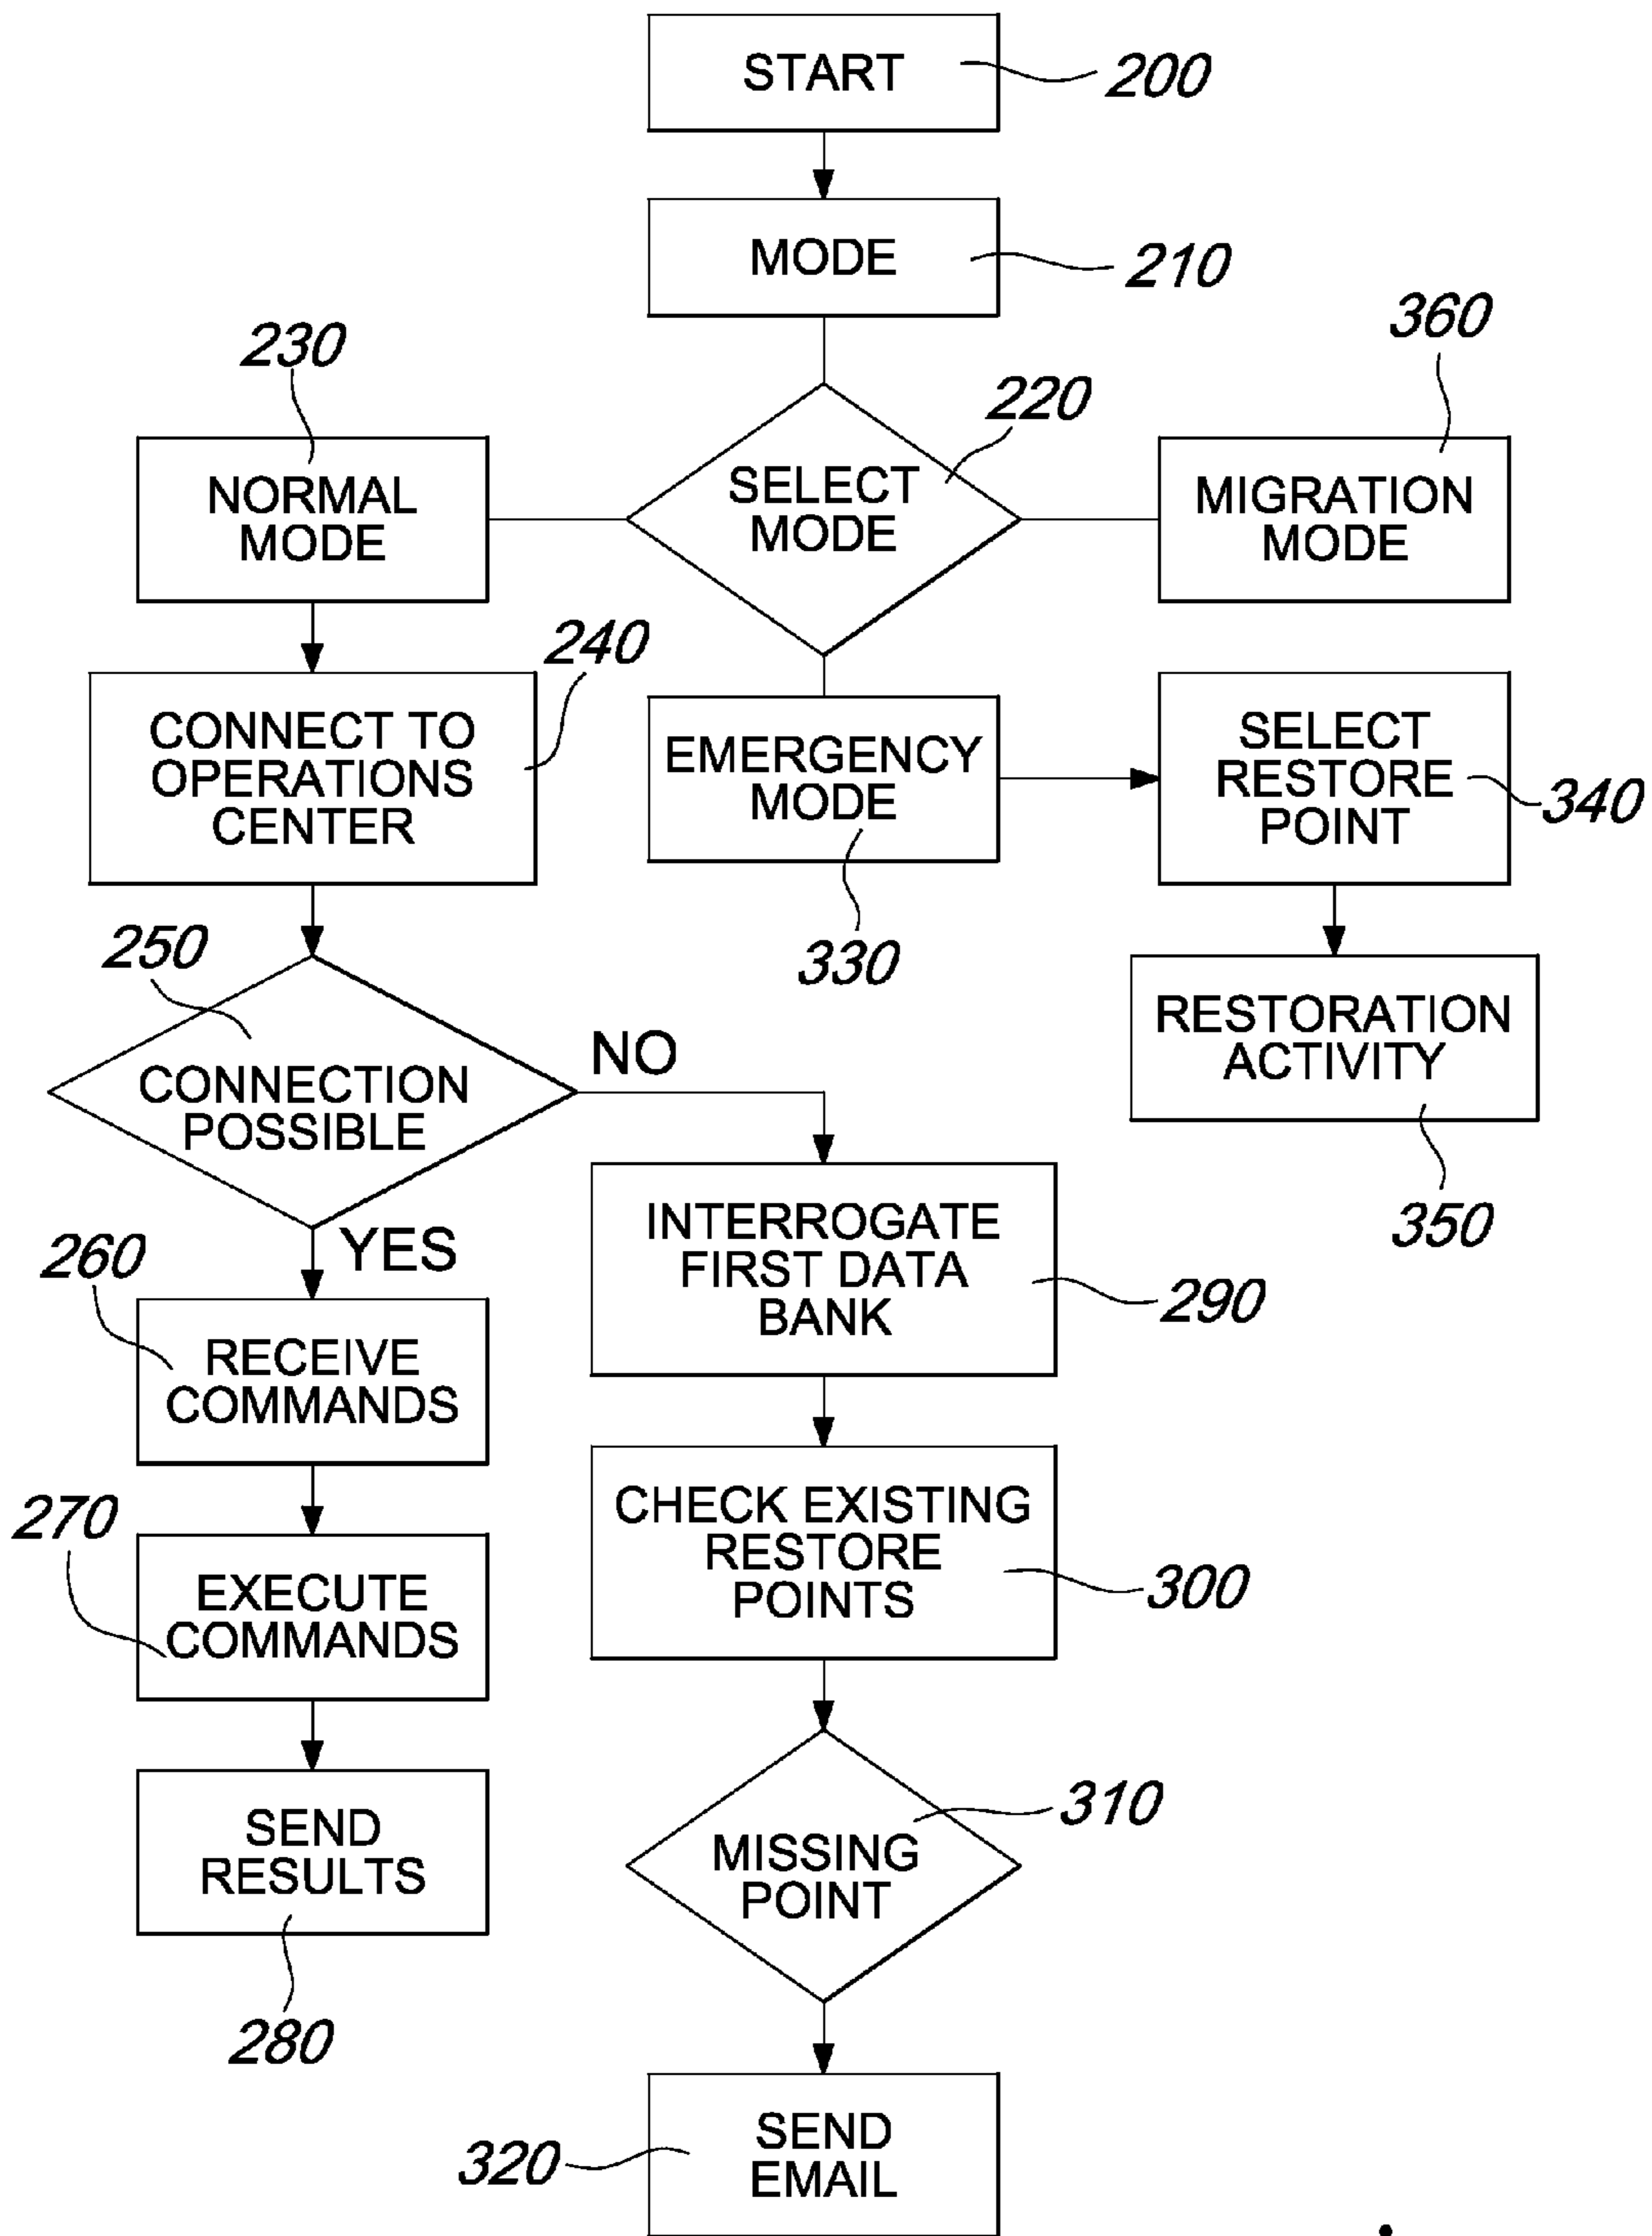 START
200
MODE
210
230
360
220
NORMAL
MODE
SELECT
MODE
MIGRATION
MODE
240
CONNECT TO
OPERATIONS
CENTER
EMERGENCY
MODE
SELECT
RESTORE
POINT
340
250
330
CONNECTION
POSSIBLE
NO
RESTORATION
ACTIVITY
350
YES
260
INTERROGATE
FIRST DATA
BANK
290
RECEIVE
COMMANDS
270
CHECK EXISTING
RESTORE
POINTS
300
EXECUTE
COMMANDS
310
SEND
RESULTS
MISSING
POINT
280
320
SEND
EMAIL